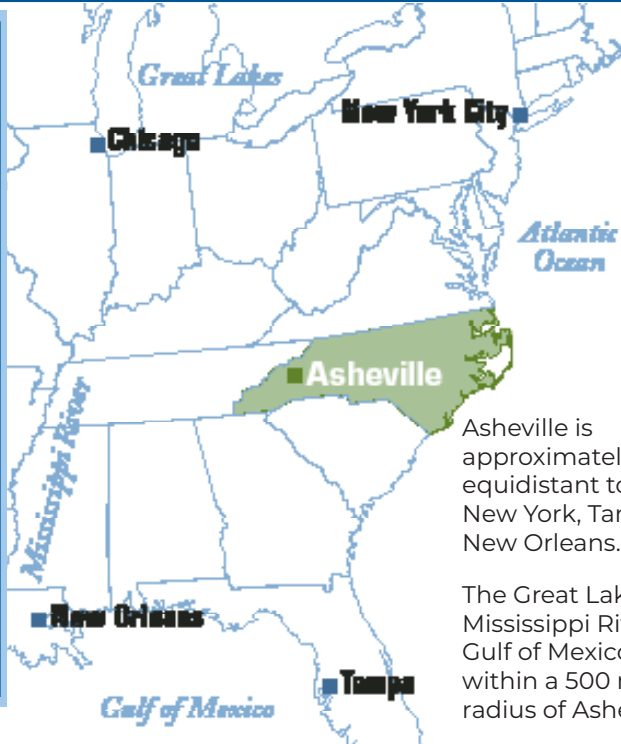 Great Lakes
New York City
Chicago
Atlantic
Ocean
Asheville
Mississippi River
Asheville is
approximatel
equidistant to
New York, Tam
New Orleans.
The Great Lak
Mississippi Riv
Gulf of Mexico
within a 500 m
radius of Ashe
New Orleans
Tampa
Gulf of Mexico